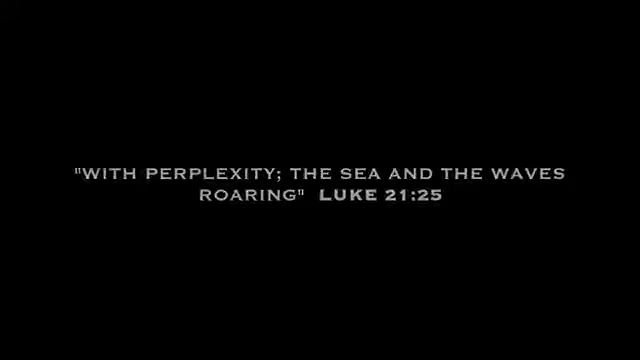 "WITH PERPLEXITY; THE SEA AND THE WAVES
ROARING"  LUKE 21:25